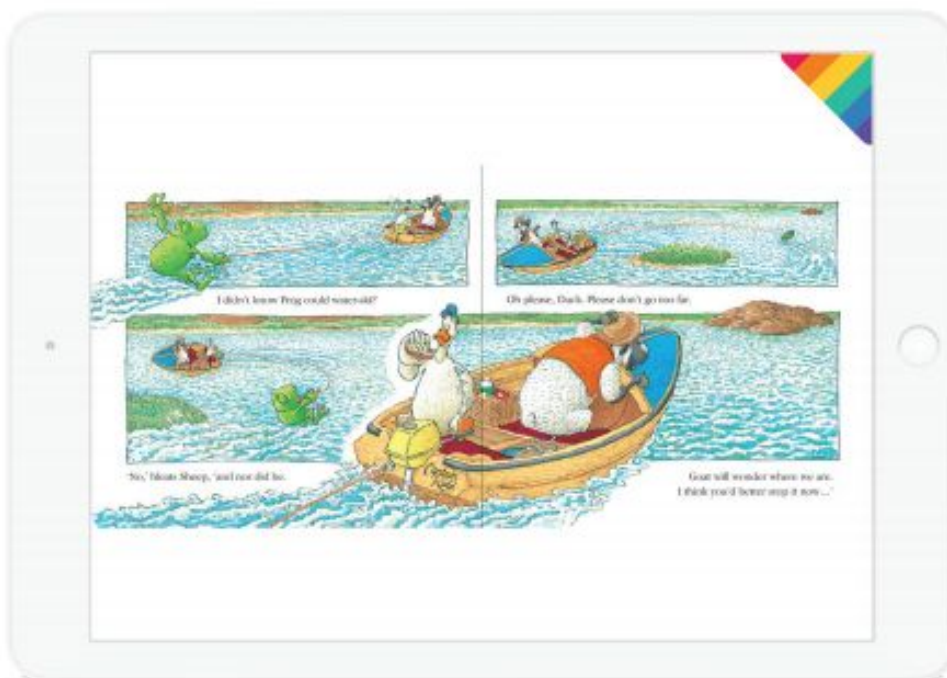 I didn't know Frog could water-ski?
'No,' bleats Sheep, 'and nor did he.
Oh please, Duck. Please don't go too far.
Goat will wonder where we are.
I think you'd better stop it now...'